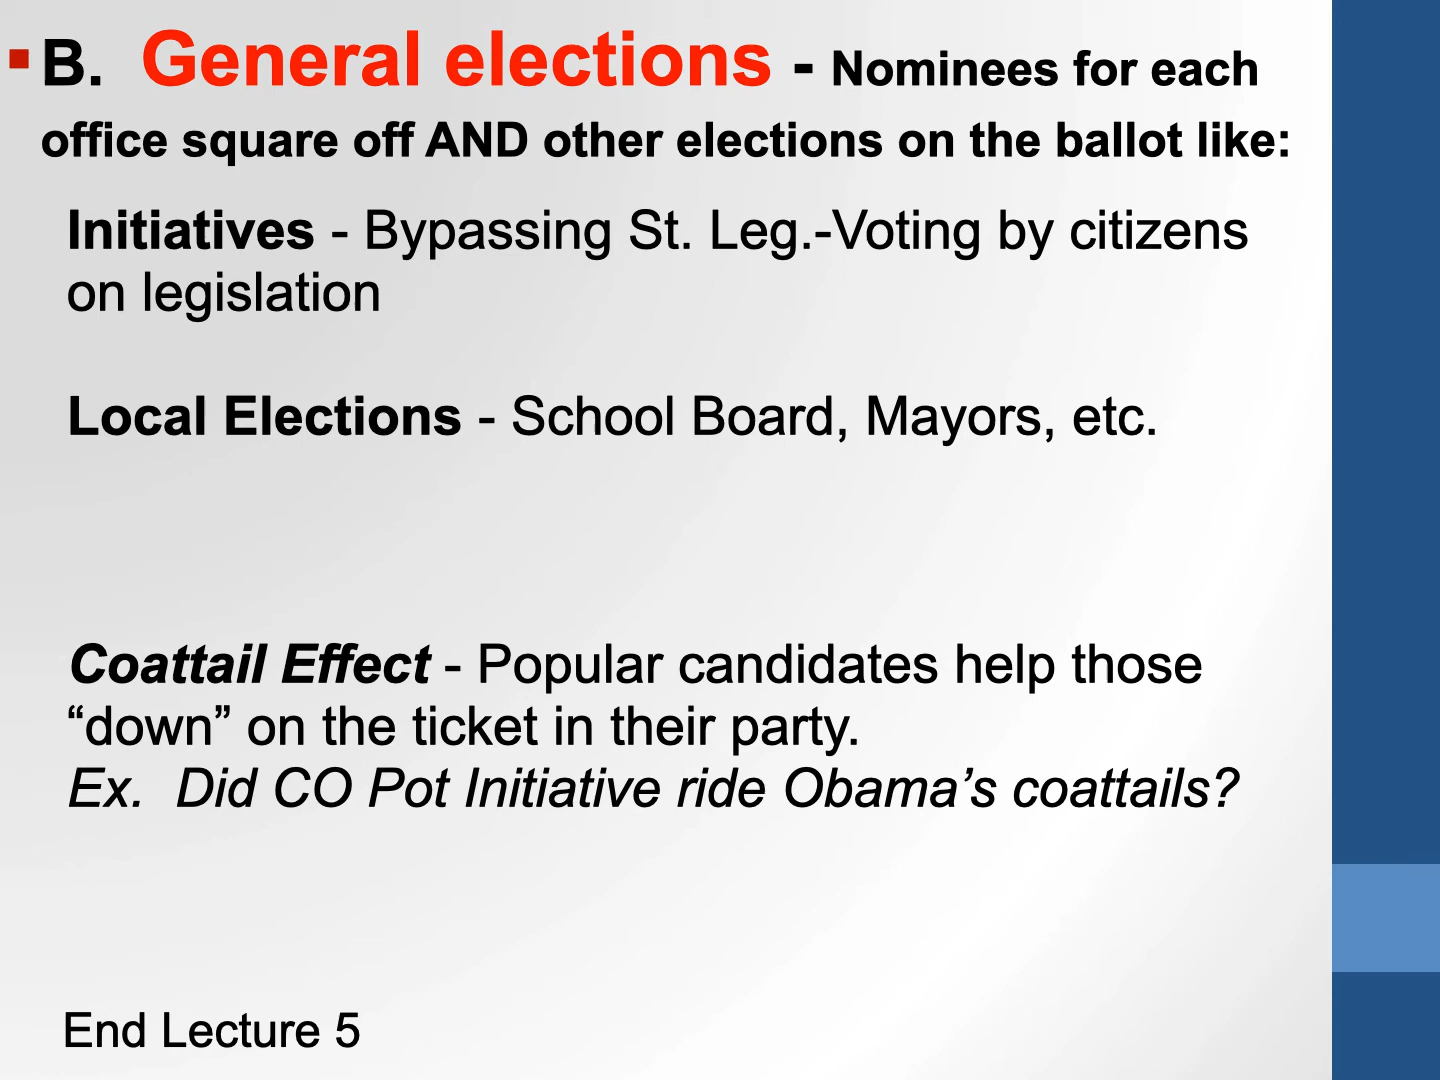 B. General elections - Nominees for each
office square off AND other elections on the ballot like:
Initiatives - Bypassing St. Leg.-Voting by citizens
on legislation
Local Elections - School Board, Mayors, etc.
Coattail Effect - Popular candidates help those
“down” on the ticket in their party.
Ex. Did CO Pot Initiative ride Obama’s coattails?
End Lecture 5